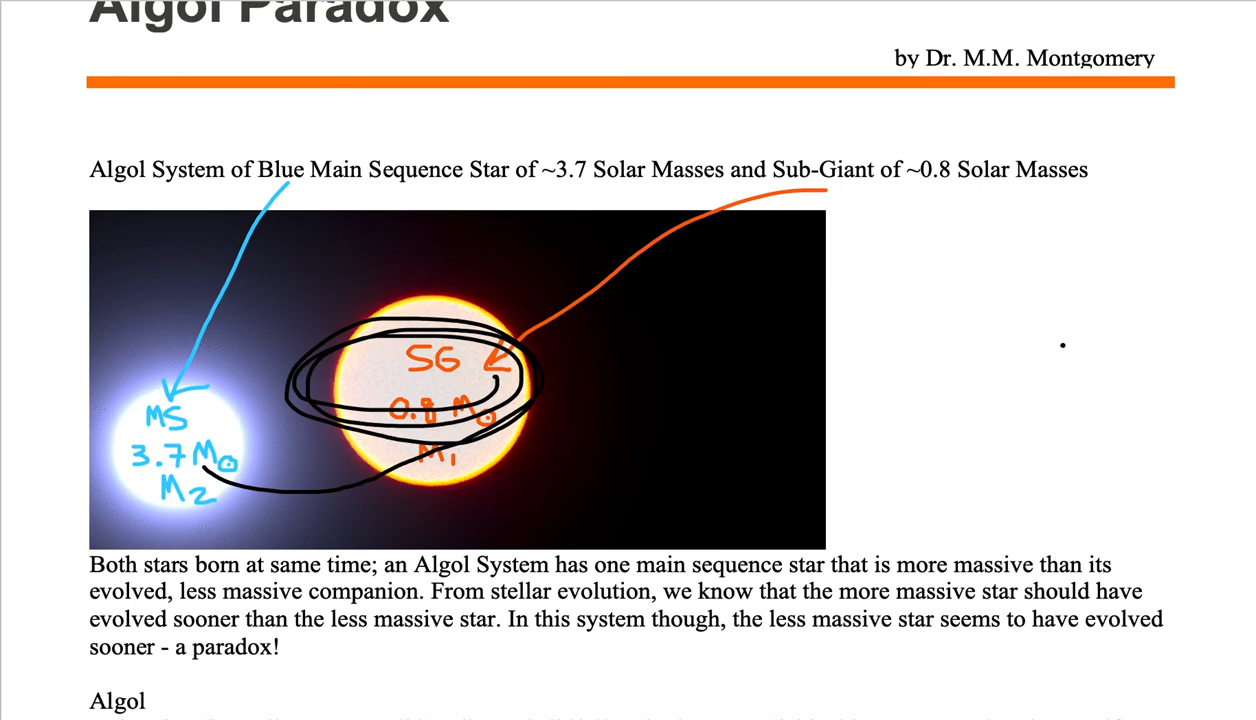 Algol Paradox
by Dr. M.M. Montgomery
Algol System of Blue Main Sequence Star of ~3.7 Solar Masses and Sub-Giant of ~0.8 Solar Masses
SG
0.8 M☉
M1
MS
3.7 M☉
M2
Both stars born at same time; an Algol System has one main sequence star that is more massive than its
evolved, less massive companion. From stellar evolution, we know that the more massive star should have
evolved sooner than the less massive star. In this system though, the less massive star seems to have evolved
sooner - a paradox!
Algol